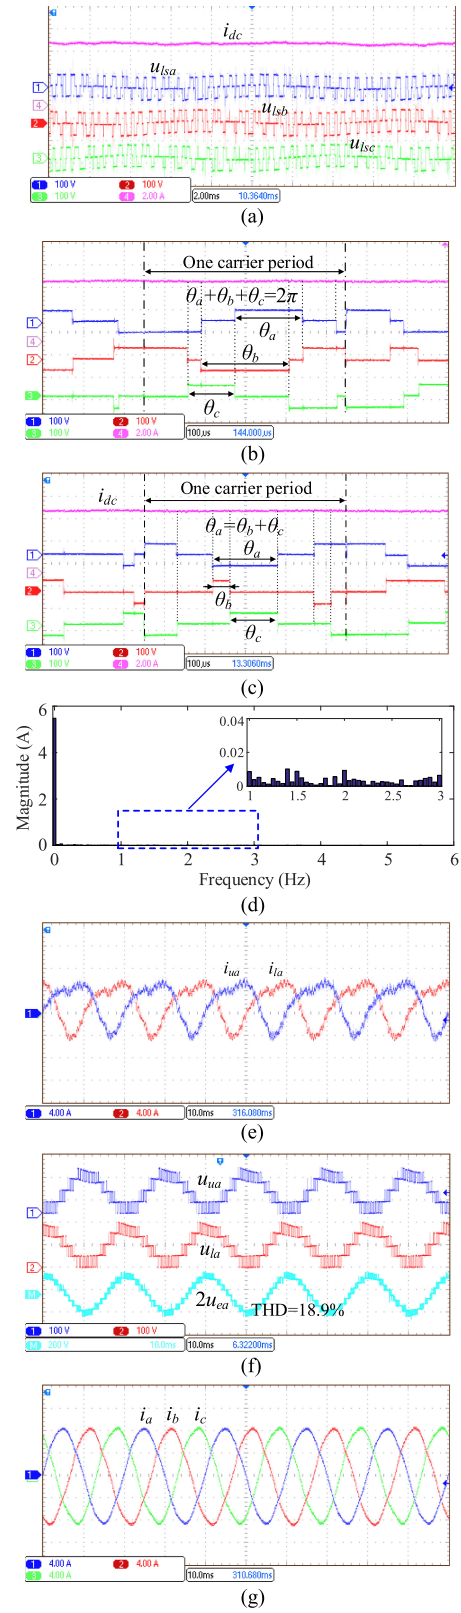 i_dc
u_lsa
1
4
u_lsb
2
u_lsc
3
1 100 V 2 100 V
3 100 V 4 2.00 A 2.00ms 10.3640ms
(a)
One carrier period
θ_a+θ_b+θ_c=2π
1
θ_a
4
2
θ_b
3
θ_c
1 100 V 2 100 V
3 100 V 4 2.00 A 100μs 144.000μs
(b)
i_dc One carrier period
θ_a=θ_b+θ_c
1
θ_a
4
2
θ_b
3
θ_c
1 100 V 2 100 V
3 100 V 4 2.00 A 100μs 13.3060ms
(c)
6
4
2
0
Magnitude (A)
0.04
0.02
0
1 1.5 2 2.5 3
0 1 2 3 4 5 6
Frequency (Hz)
(d)
i_ua i_la
1
1 4.00 A 2 4.00 A 10.0ms 316.080ms
(e)
u_ua
1
u_la
2
M
2u_ea THD=18.9%
1 100 V 2 100 V
M 200 V 10.0ms 10.0ms 6.32200ms
(f)
i_a i_b i_c
1
1 4.00 A 2 4.00 A
3 4.00 A 10.0ms 310.680ms
(g)